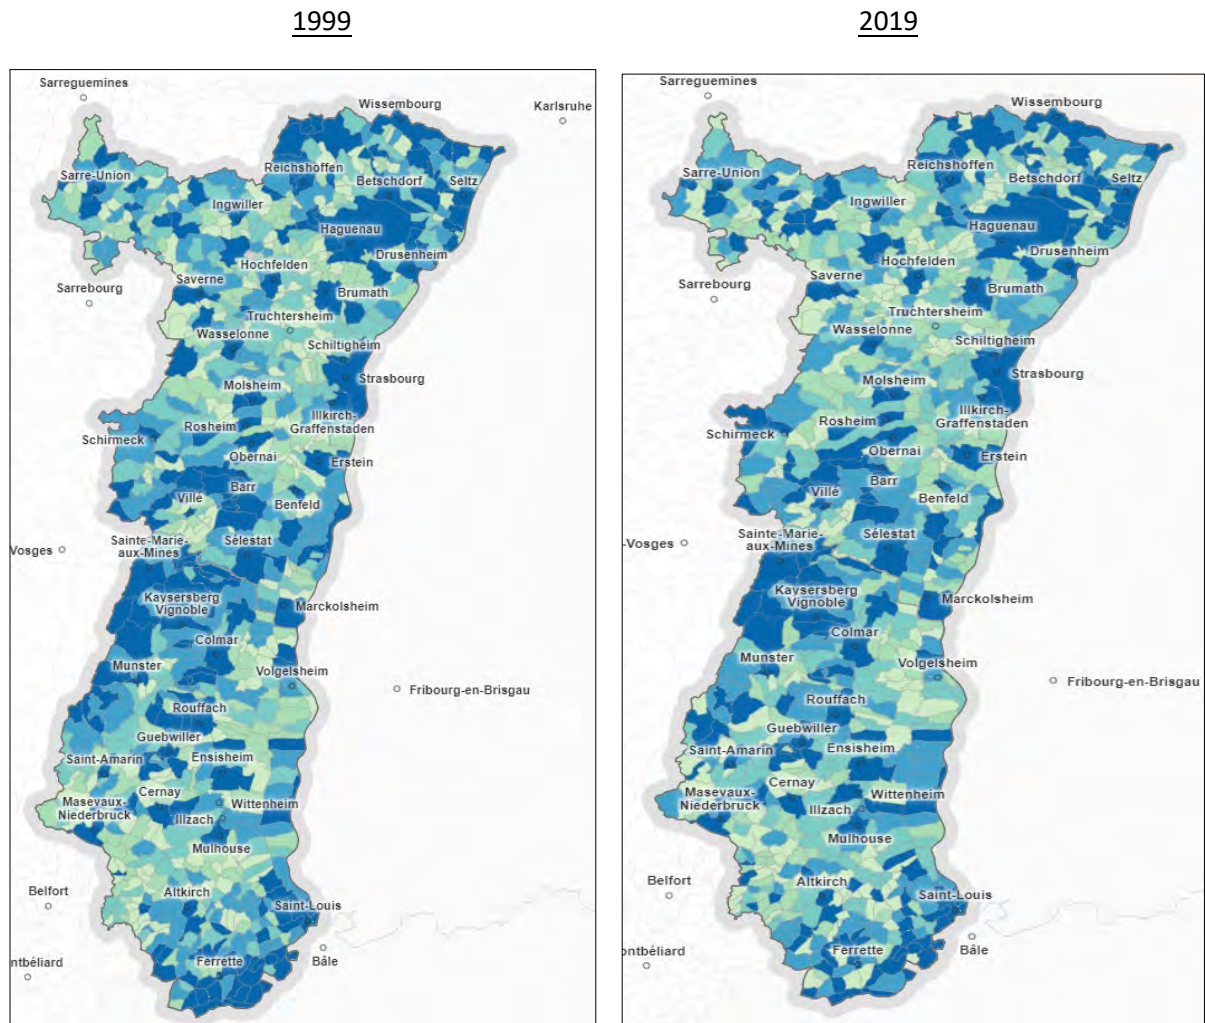 1999
2019
Sarreguemines
Wissembourg
Karlsruhe
Reichshoffen
Sarre-Union
Betschdorf
Seltz
Ingwiller
Haguenau
Drusenheim
Hochfelden
Saverne
Sarrebourg
Brumath
Truchtersheim
Wasselonne
Schiltigheim
Strasbourg
Molsheim
Illkirch-
Graffenstaden
Rosheim
Schirmeck
Obernai
Erstein
Barr
Villé
Benfeld
Sainte-Marie-
aux-Mines
Sélestat
Vosges
Kaysersberg
Vignoble
Marckolsheim
Colmar
Munster
Volgelsheim
Fribourg-en-Brisgau
Rouffach
Guebwiller
Saint-Amarin
Ensisheim
Cernay
Masevaux-
Niederbruck
Wittenheim
Illzach
Mulhouse
Belfort
Altkirch
Saint-Louis
Ferrette
Bâle
ntbéliard
Sarreguemines
Wissembourg
Reichshoffen
Sarre-Union
Betschdorf
Seltz
Ingwiller
Haguenau
Drusenheim
Hochfelden
Saverne
Sarrebourg
Brumath
Truchtersheim
Wasselonne
Schiltigheim
Strasbourg
Molsheim
Illkirch-
Graffenstaden
Rosheim
Schirmeck
Obernai
Erstein
Barr
Villé
Benfeld
Sainte-Marie-
aux-Mines
Sélestat
-Vosges
Kaysersberg
Vignoble
Marckolsheim
Colmar
Munster
Volgelsheim
Fribourg-en-Brisgau
Rouffach
Guebwiller
Saint-Amarin
Ensisheim
Cernay
Masevaux-
Niederbruck
Wittenheim
Illzach
Mulhouse
Belfort
Altkirch
Saint-Louis
Ferrette
Bâle
ontbéliard